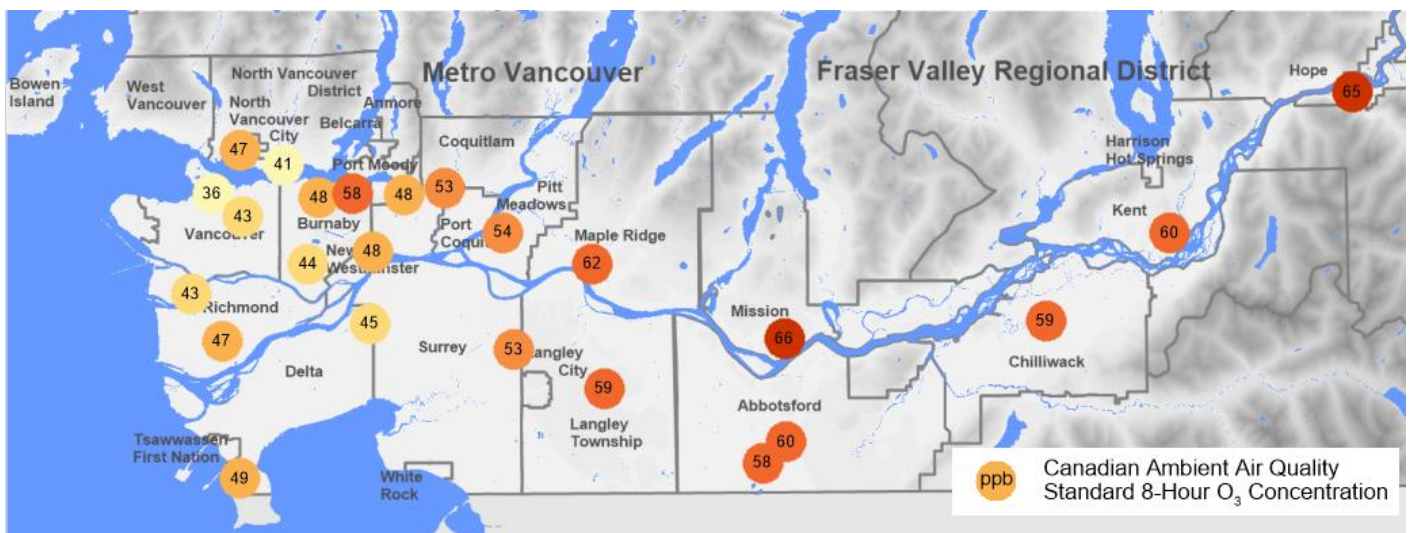 Metro Vancouver
Fraser Valley Regional District
Hope
65
Bowen
Island
West
Vancouver
North Vancouver
District
North
Vancouver
City
Anmore
Belcarra
47
41
Port Moody
Coquitlam
Harrison
Hot Springs
36
43
Vancouver
48
58
Burnaby
48
53
Pitt
Meadows
Port
54
Kent
60
44
New
Westminster
48
Maple Ridge
62
43
Richmond
47
45
Surrey
53
Langley
City
Mission
66
59
Chilliwack
Delta
59
Langley
Township
Abbotsford
60
58
Tsawwassen
First Nation
49
White
Rock
ppb
Canadian Ambient Air Quality
Standard 8-Hour O₃ Concentration